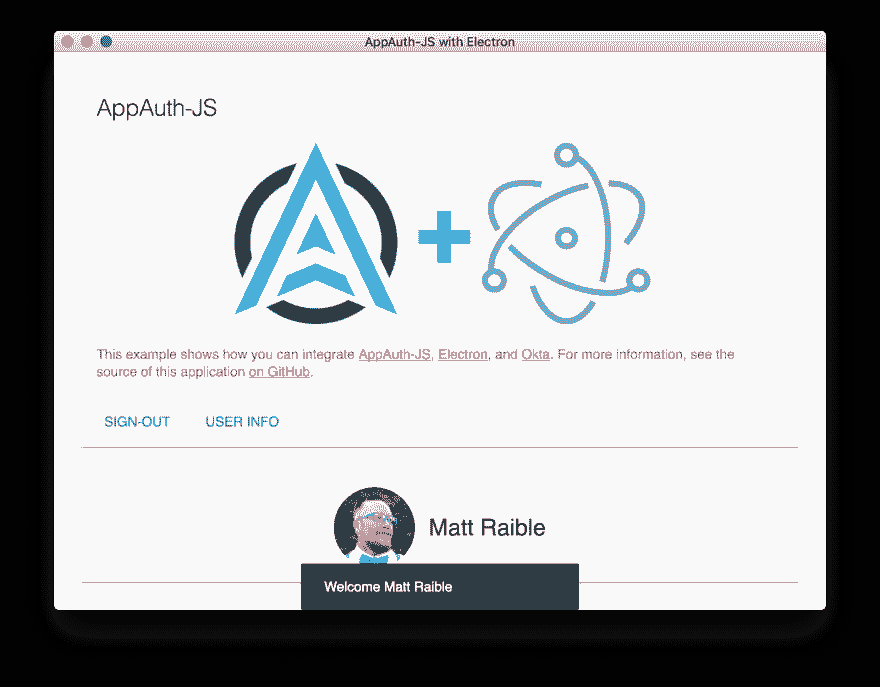 AppAuth-JS with Electron
AppAuth-JS
This example shows how you can integrate AppAuth-JS, Electron, and Okta. For more information, see the
source of this application on GitHub.
SIGN-OUT USER INFO
Matt Raible
Welcome Matt Raible